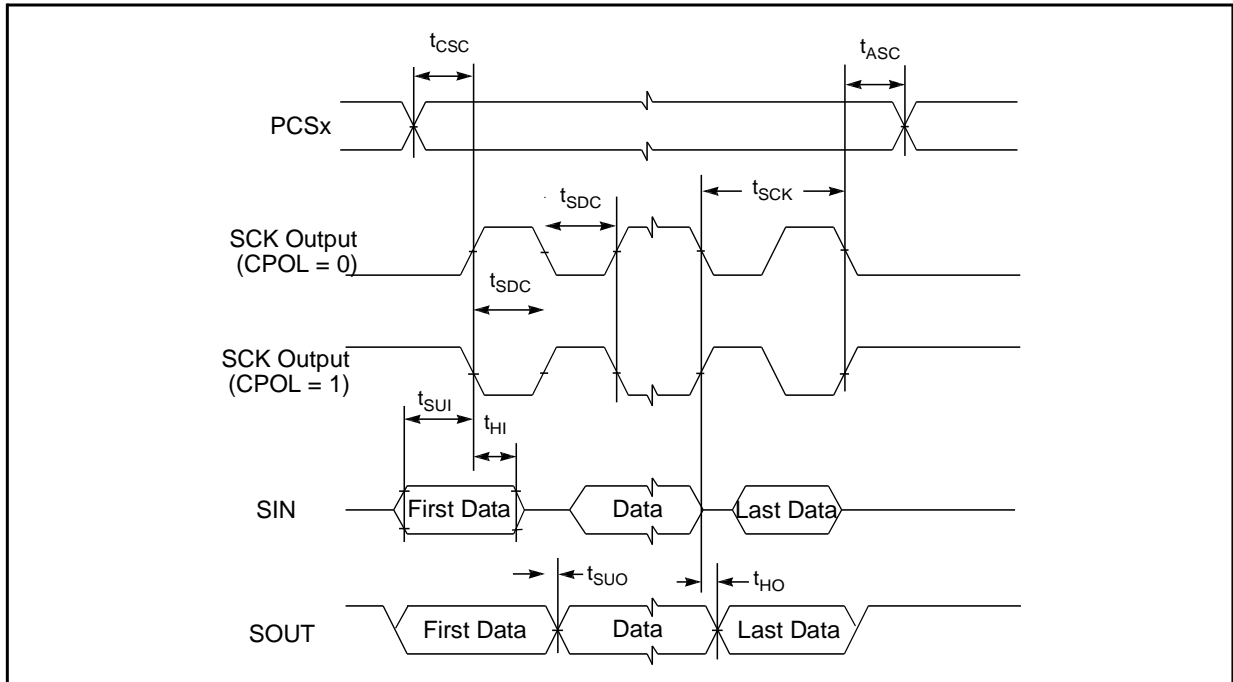 tCSC
tASC
PCSx
tSDC
tSCK
SCK Output
(CPOL = 0)
tSDC
SCK Output
(CPOL = 1)
tSUI
tHI
SIN
First Data
Data
Last Data
tSUO
tHO
SOUT
First Data
Data
Last Data